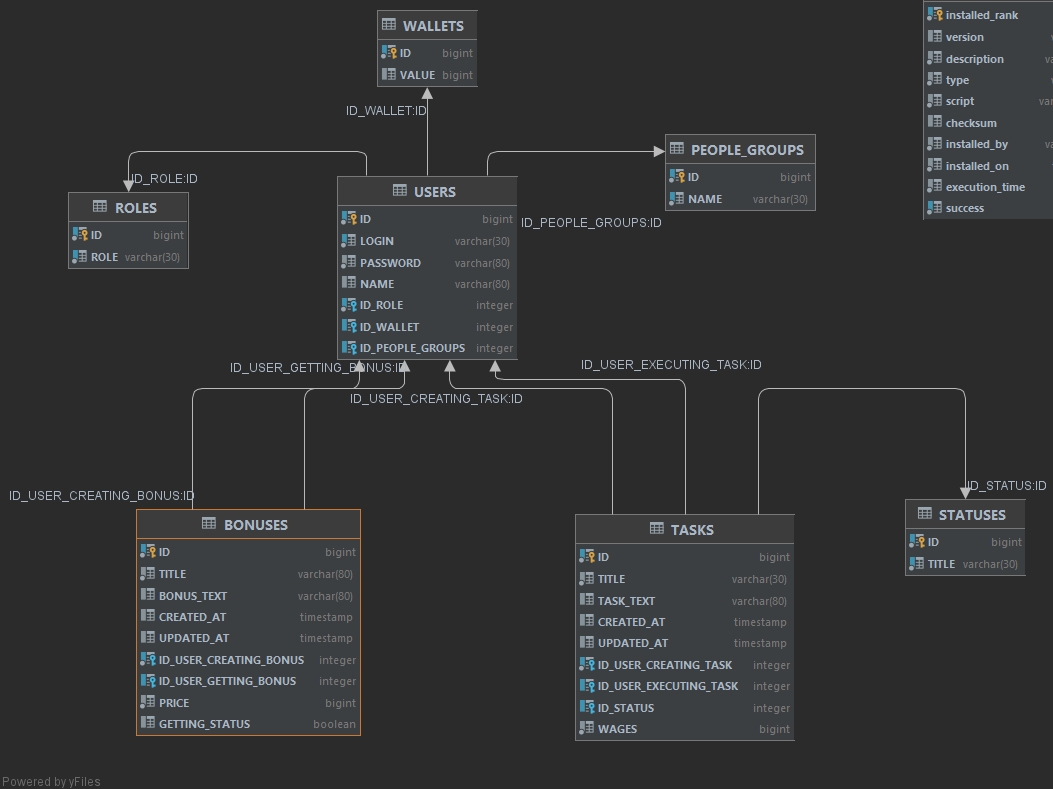 WALLETS
ID bigint
VALUE bigint
ID_WALLET:ID
installed_rank
version
description
type
script
checksum
installed_by
installed_on
execution_time
success
PEOPLE_GROUPS
ID bigint
NAME varchar(30)
ID_PEOPLE_GROUPS:ID
ID_ROLE:ID
ROLES
ID bigint
ROLE varchar(30)
USERS
ID bigint
LOGIN varchar(30)
PASSWORD varchar(80)
NAME varchar(80)
ID_ROLE integer
ID_WALLET integer
ID_PEOPLE_GROUPS integer
ID_USER_GETTING_BONUS:ID
ID_USER_EXECUTING_TASK:ID
ID_USER_CREATING_TASK:ID
ID_USER_CREATING_BONUS:ID
ID_STATUS:ID
BONUSES
ID bigint
TITLE varchar(80)
BONUS_TEXT varchar(80)
CREATED_AT timestamp
UPDATED_AT timestamp
ID_USER_CREATING_BONUS integer
ID_USER_GETTING_BONUS integer
PRICE bigint
GETTING_STATUS boolean
TASKS
ID bigint
TITLE varchar(30)
TASK_TEXT varchar(80)
CREATED_AT timestamp
UPDATED_AT timestamp
ID_USER_CREATING_TASK integer
ID_USER_EXECUTING_TASK integer
ID_STATUS integer
WAGES bigint
STATUSES
ID bigint
TITLE varchar(30)
Powered by yFiles